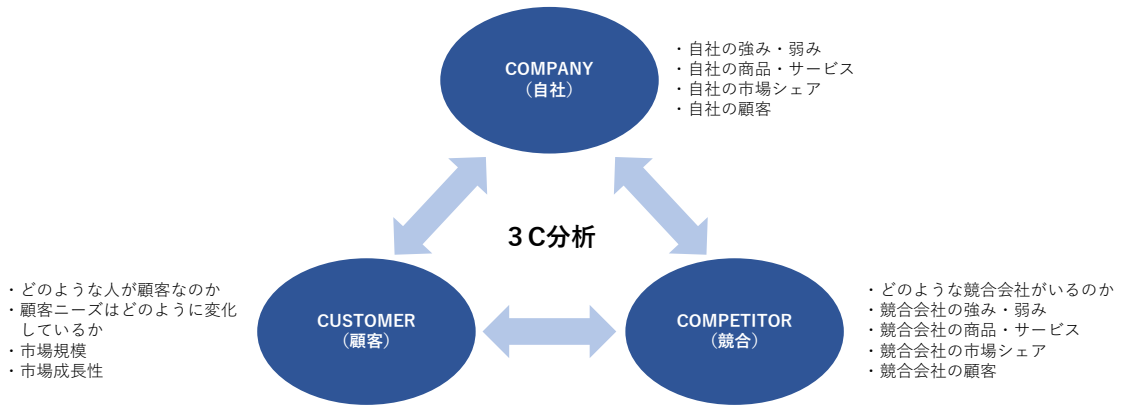 COMPANY
（自社）
・自社の強み・弱み
・自社の商品・サービス
・自社の市場シェア
・自社の顧客
３C分析
・どのような人が顧客なのか
・顧客ニーズはどのように変化
しているか
・市場規模
・市場成長性
CUSTOMER
（顧客）
COMPETITOR
（競合）
・どのような競合会社がいるのか
・競合会社の強み・弱み
・競合会社の商品・サービス
・競合会社の市場シェア
・競合会社の顧客